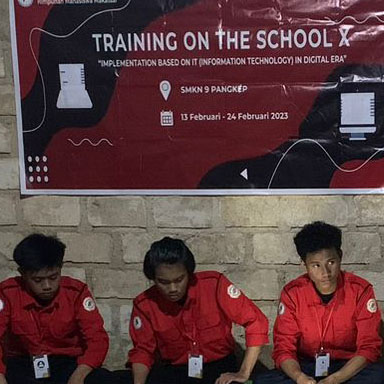 Himpunan Mahasiswa Makassar
TRAINING ON THE SCHOOL X
"IMPLEMENTATION BASED ON IT (INFORMATION TECHNOLOGY) IN DIGITAL ERA"
SMKN 9 PANGKEP
13 Februari - 24 Februari 2023